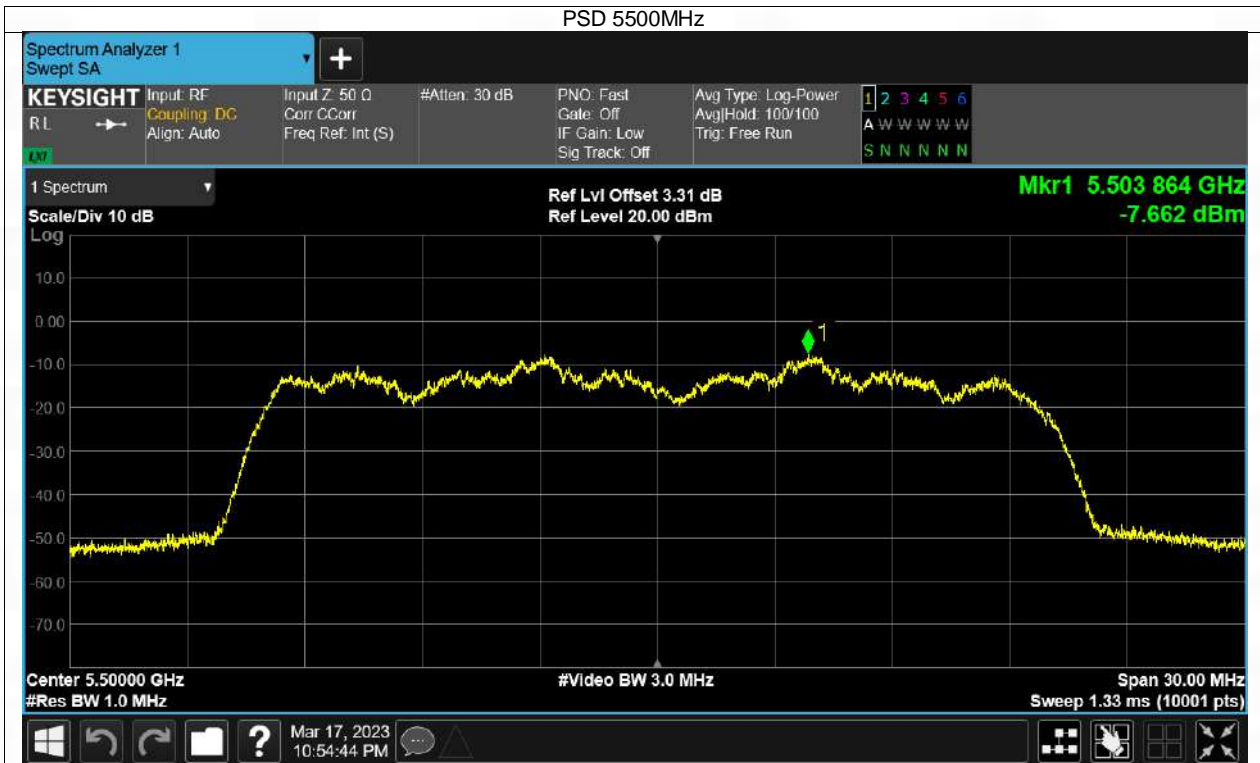 PSD 5500MHz
Spectrum Analyzer 1
Swept SA
+
KEYSIGHT
RL
LXI
Input: RF
Coupling: DC
Align: Auto
Input Z: 50 Ω
Corr CCorr
Freq Ref: Int (S)
#Atten: 30 dB
PNO: Fast
Gate: Off
IF Gain: Low
Sig Track: Off
Avg Type: Log-Power
Avg|Hold: 100/100
Trig: Free Run
1 2 3 4 5 6
A W W W W W
S N N N N N
1 Spectrum
Scale/Div 10 dB
Log
Ref Lvl Offset 3.31 dB
Ref Level 20.00 dBm
Mkr1 5.503 864 GHz
-7.662 dBm
10.0
0.00
-10.0
-20.0
-30.0
-40.0
-50.0
-60.0
-70.0
1
Center 5.50000 GHz
#Res BW 1.0 MHz
#Video BW 3.0 MHz
Span 30.00 MHz
Sweep 1.33 ms (10001 pts)
?
Mar 17, 2023
10:54:44 PM